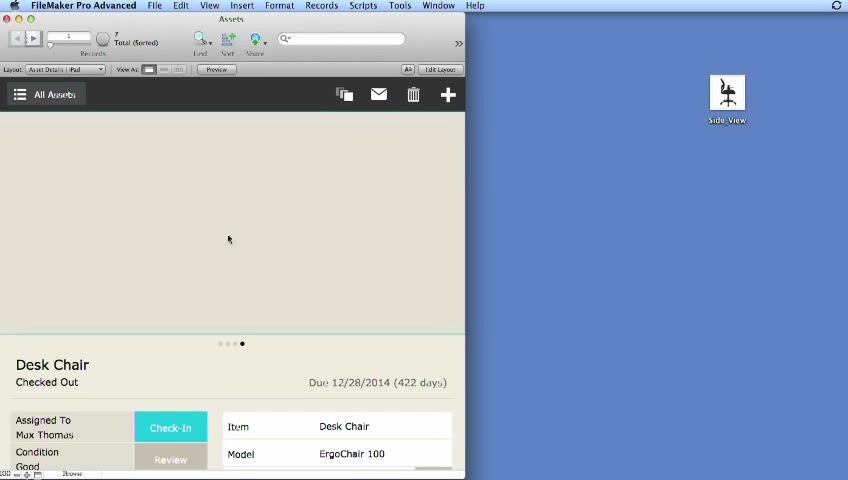 FileMaker Pro Advanced File Edit View Insert Format Records Scripts Tools Window Help
Assets
1 7 Total (Sorted)
Records Find Sort Share
Layout: Asset Details | iPad View As: Preview Aa Edit Layout
All Assets
Side_View
Desk Chair
Checked Out
Due 12/28/2014 (422 days)
Assigned To
Max Thomas
Check-In
Item Desk Chair
Condition
Good
Review
Model ErgoChair 100
100 Browse